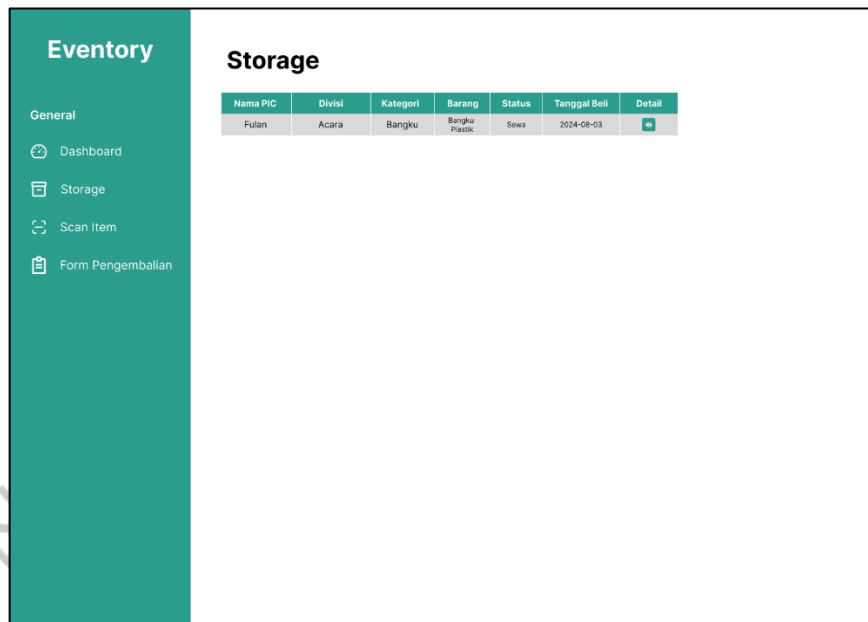 Eventory
General
Dashboard
Storage
Scan Item
Form Pengembalian
Storage
Nama PIC Divisi Kategori Barang Status Tanggal Beli Detail
Fulan Acara Bangku Bangku Plastik Sewa 2024-08-03